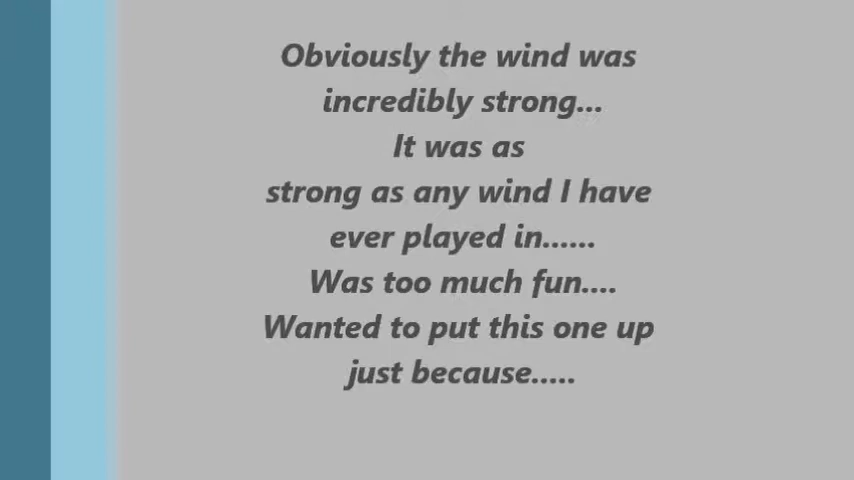 Obviously the wind was
incredibly strong...
It was as
strong as any wind I have
ever played in......
Was too much fun....
Wanted to put this one up
just because.....